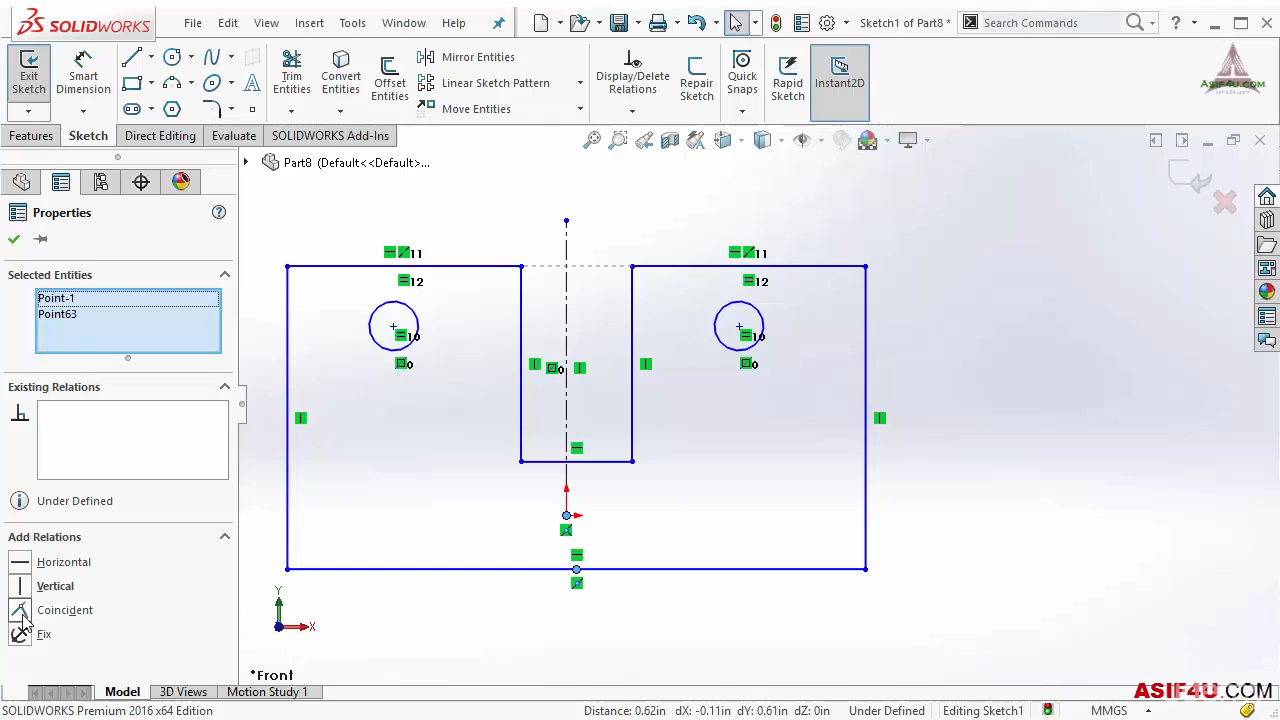 SOLIDWORKS
File Edit View Insert Tools Window Help
Sketch1 of Part8 *
Search Commands
?
Exit Sketch
Smart Dimension
Trim Entities
Convert Entities
Offset Entities
Mirror Entities
Linear Sketch Pattern
Move Entities
Display/Delete Relations
Repair Sketch
Quick Snaps
Rapid Sketch
Instant2D
ASIF4U.COM
Features Sketch Direct Editing Evaluate SOLIDWORKS Add-Ins
Part8 (Default<<Default>...
Properties
Selected Entities
Point-1
Point63
Existing Relations
Under Defined
Add Relations
Horizontal
Vertical
Coincident
Fix
11
12
10
0
0
11
12
10
0
Y
X
*Front
Model 3D Views Motion Study 1
ASIF4U.COM
SOLIDWORKS Premium 2016 x64 Edition
Distance: 0.62in dX: -0.11in dY: 0.61in dZ: 0in Under Defined Editing Sketch1 MMGS